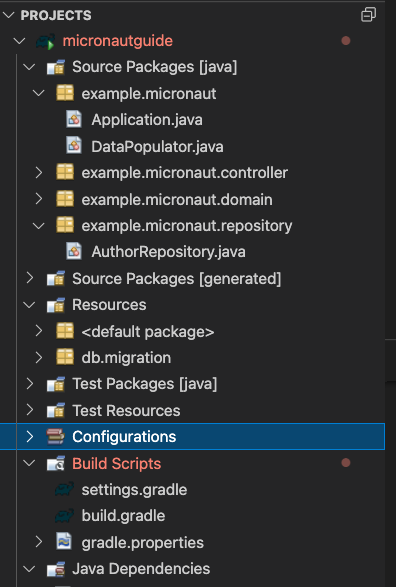 PROJECTS
micronautguide
Source Packages [java]
example.micronaut
Application.java
DataPopulator.java
example.micronaut.controller
example.micronaut.domain
example.micronaut.repository
AuthorRepository.java
Source Packages [generated]
Resources
<default package>
db.migration
Test Packages [java]
Test Resources
Configurations
Build Scripts
settings.gradle
build.gradle
gradle.properties
Java Dependencies